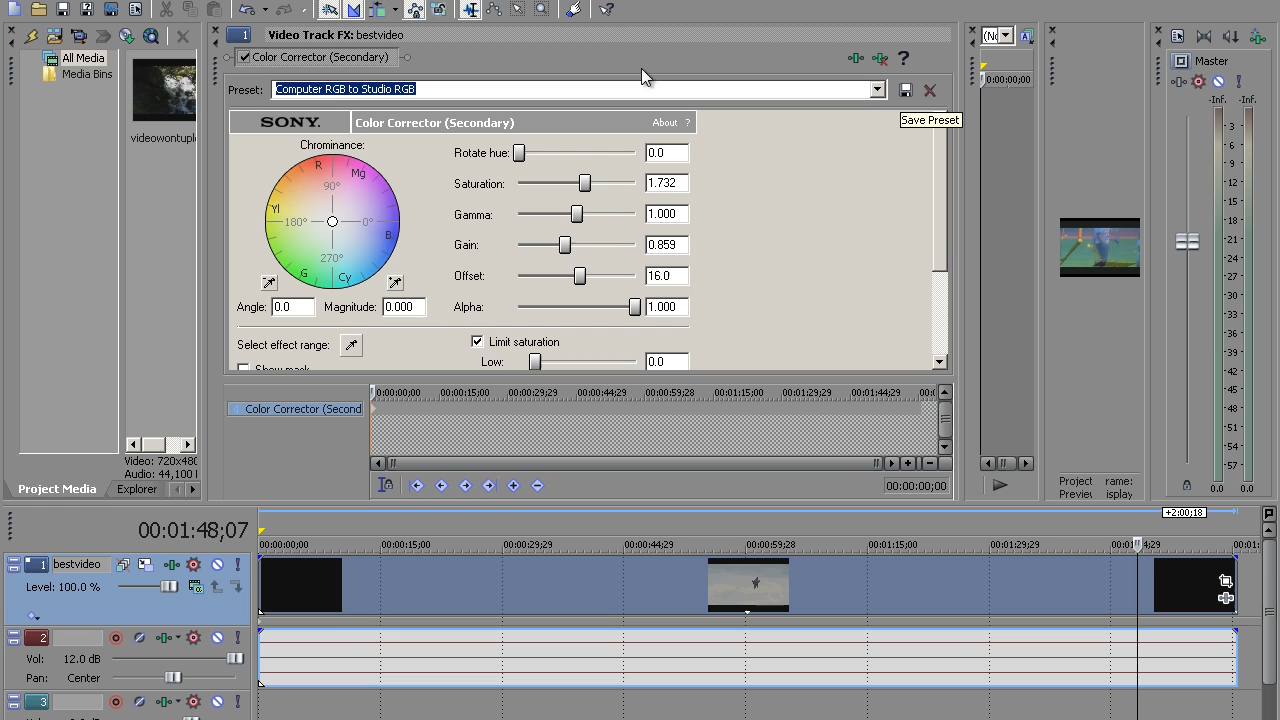 1 Video Track FX: bestvideo
Color Corrector (Secondary)
Preset: Computer RGB to Studio RGB
Save Preset
SONY. Color Corrector (Secondary) About ?
All Media
Media Bins
videowontuplo
Chrominance:
R
Mg
Yl
B
G
Cy
90°
180°
0°
270°
Angle: 0.0 Magnitude: 0.000
Rotate hue: 0.0
Saturation: 1.732
Gamma: 1.000
Gain: 0.859
Offset: 16.0
Alpha: 1.000
Select effect range:
Limit saturation
Show mask
Low: 0.0
Video: 720x480
Audio: 44,100
Project Media Explorer
Color Corrector (Second
0:00:00;00 00:00:15;00 00:00:29;29 00:00:44;29 00:00:59;28 00:01:15;00 00:01:29;29 00:01:44;29 00:0
00:00:00;00
0:00:00;00
Project rame:
Preview isplay
Master
-Inf. -Inf.
3
6
9
12
15
18
21
24
27
30
33
36
39
42
45
48
51
54
57
0.0 0.0
00:01:48;07
+2:00;18
00:00:00;00 00:00:15;00 00:00:29;29 00:00:44;29 00:00:59;28 00:01:15;00 00:01:29;29 00:01:44;29 00:01:
1 bestvideo
Level: 100.0 %
2
Vol: 12.0 dB
Pan: Center
3